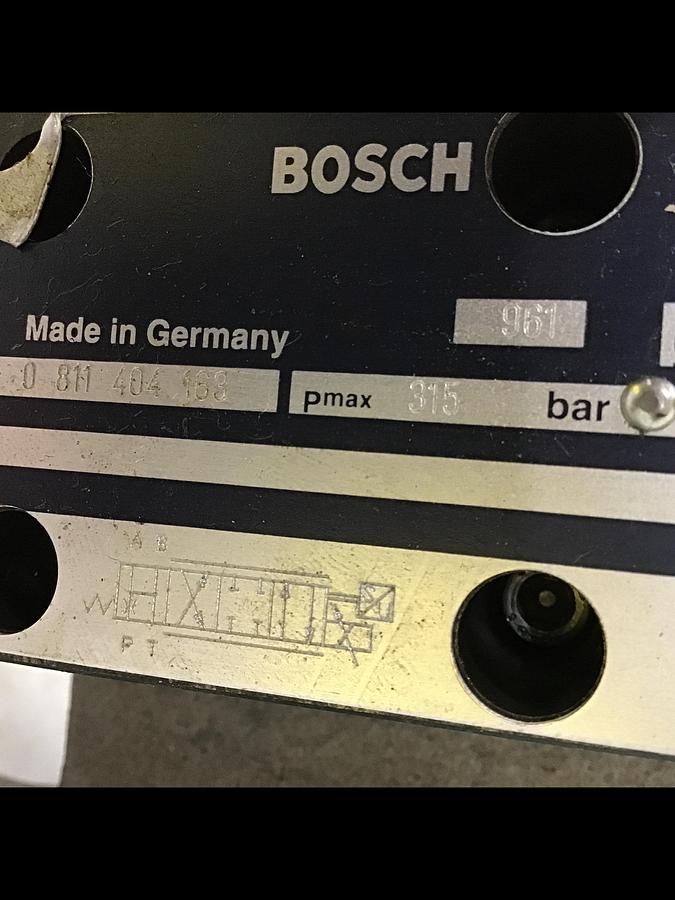 BOSCH
961
Made in Germany
0 811 404 163
Pmax 315 bar
A B
P T